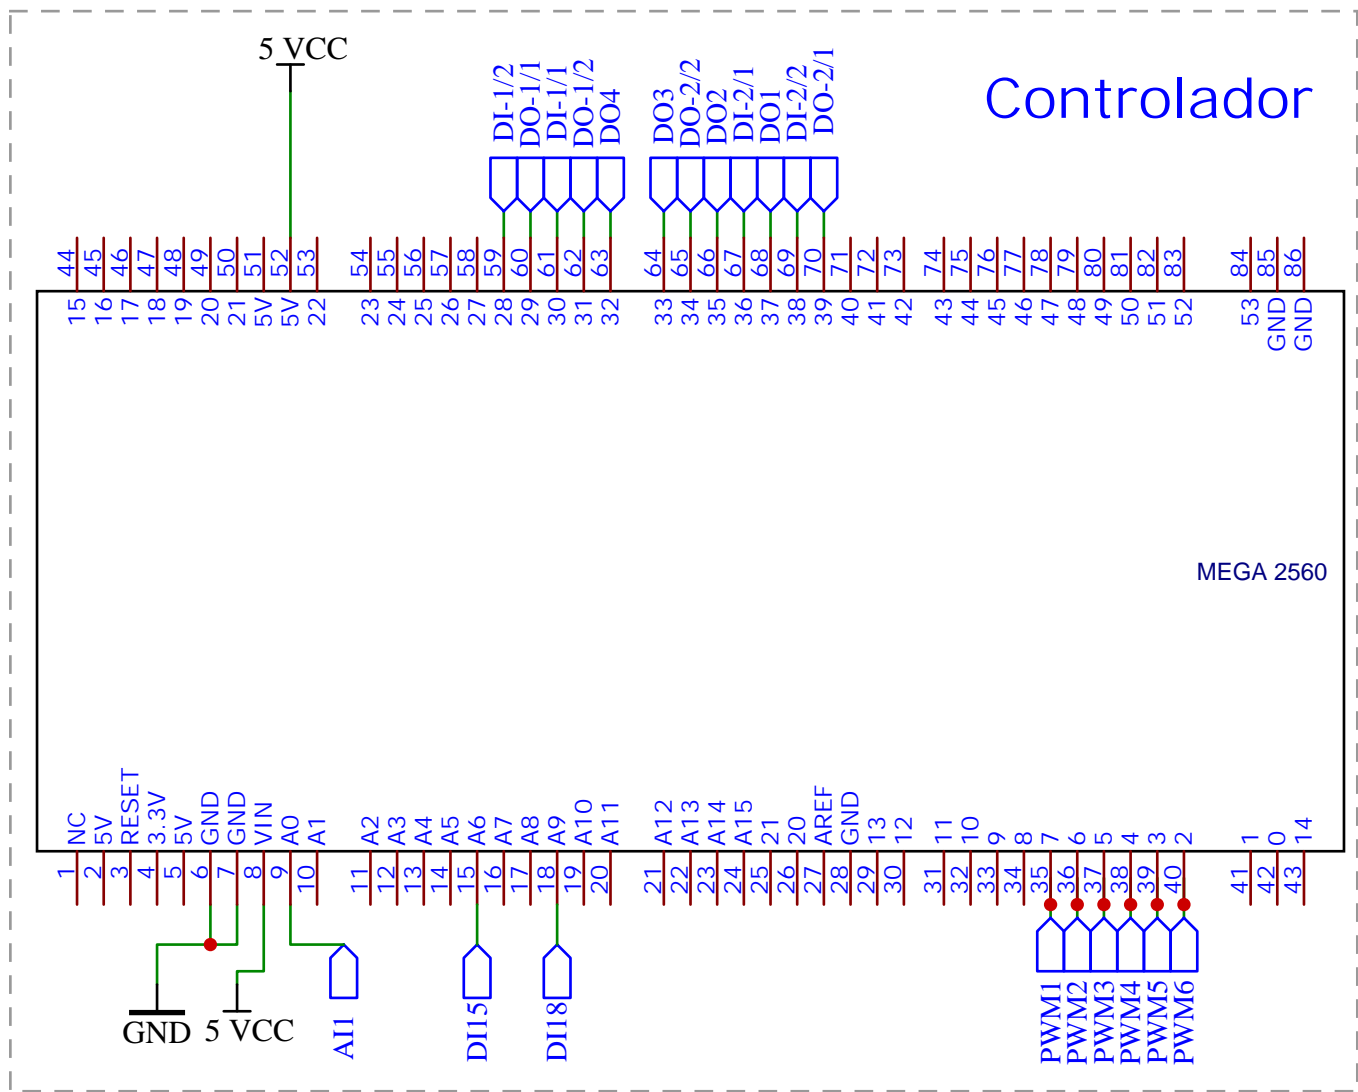 5 VCC
DI-1/2
DO-1/1
DI-1/1
DO-1/2
DO4
DO3
DO-2/2
DO2
DI-2/1
DO1
DI-2/2
DO-2/1
Controlador
44 45 46 47 48 49 50 51 52 53 54 55 56 57 58 59 60 61 62 63 64 65 66 67 68 69 70 71 72 73 74 75 76 77 78 79 80 81 82 83 84 85 86
15 16 17 18 19 20 21 5V 5V 22 23 24 25 26 27 28 29 30 31 32 33 34 35 36 37 38 39 40 41 42 43 44 45 46 47 48 49 50 51 52 53 GND GND
MEGA 2560
NC 5V RESET 3.3V 5V GND GND VIN A0 A1 A2 A3 A4 A5 A6 A7 A8 A9 A10 A11 A12 A13 A14 A15 21 20 AREF GND 13 12 11 10 9 8 7 6 5 4 3 2 1 0 14
1 2 3 4 5 6 7 8 9 10 11 12 13 14 15 16 17 18 19 20 21 22 23 24 25 26 27 28 29 30 31 32 33 34 35 36 37 38 39 40 41 42 43
GND
5 VCC
AI1
DI15
DI18
PWM1
PWM2
PWM3
PWM4
PWM5
PWM6